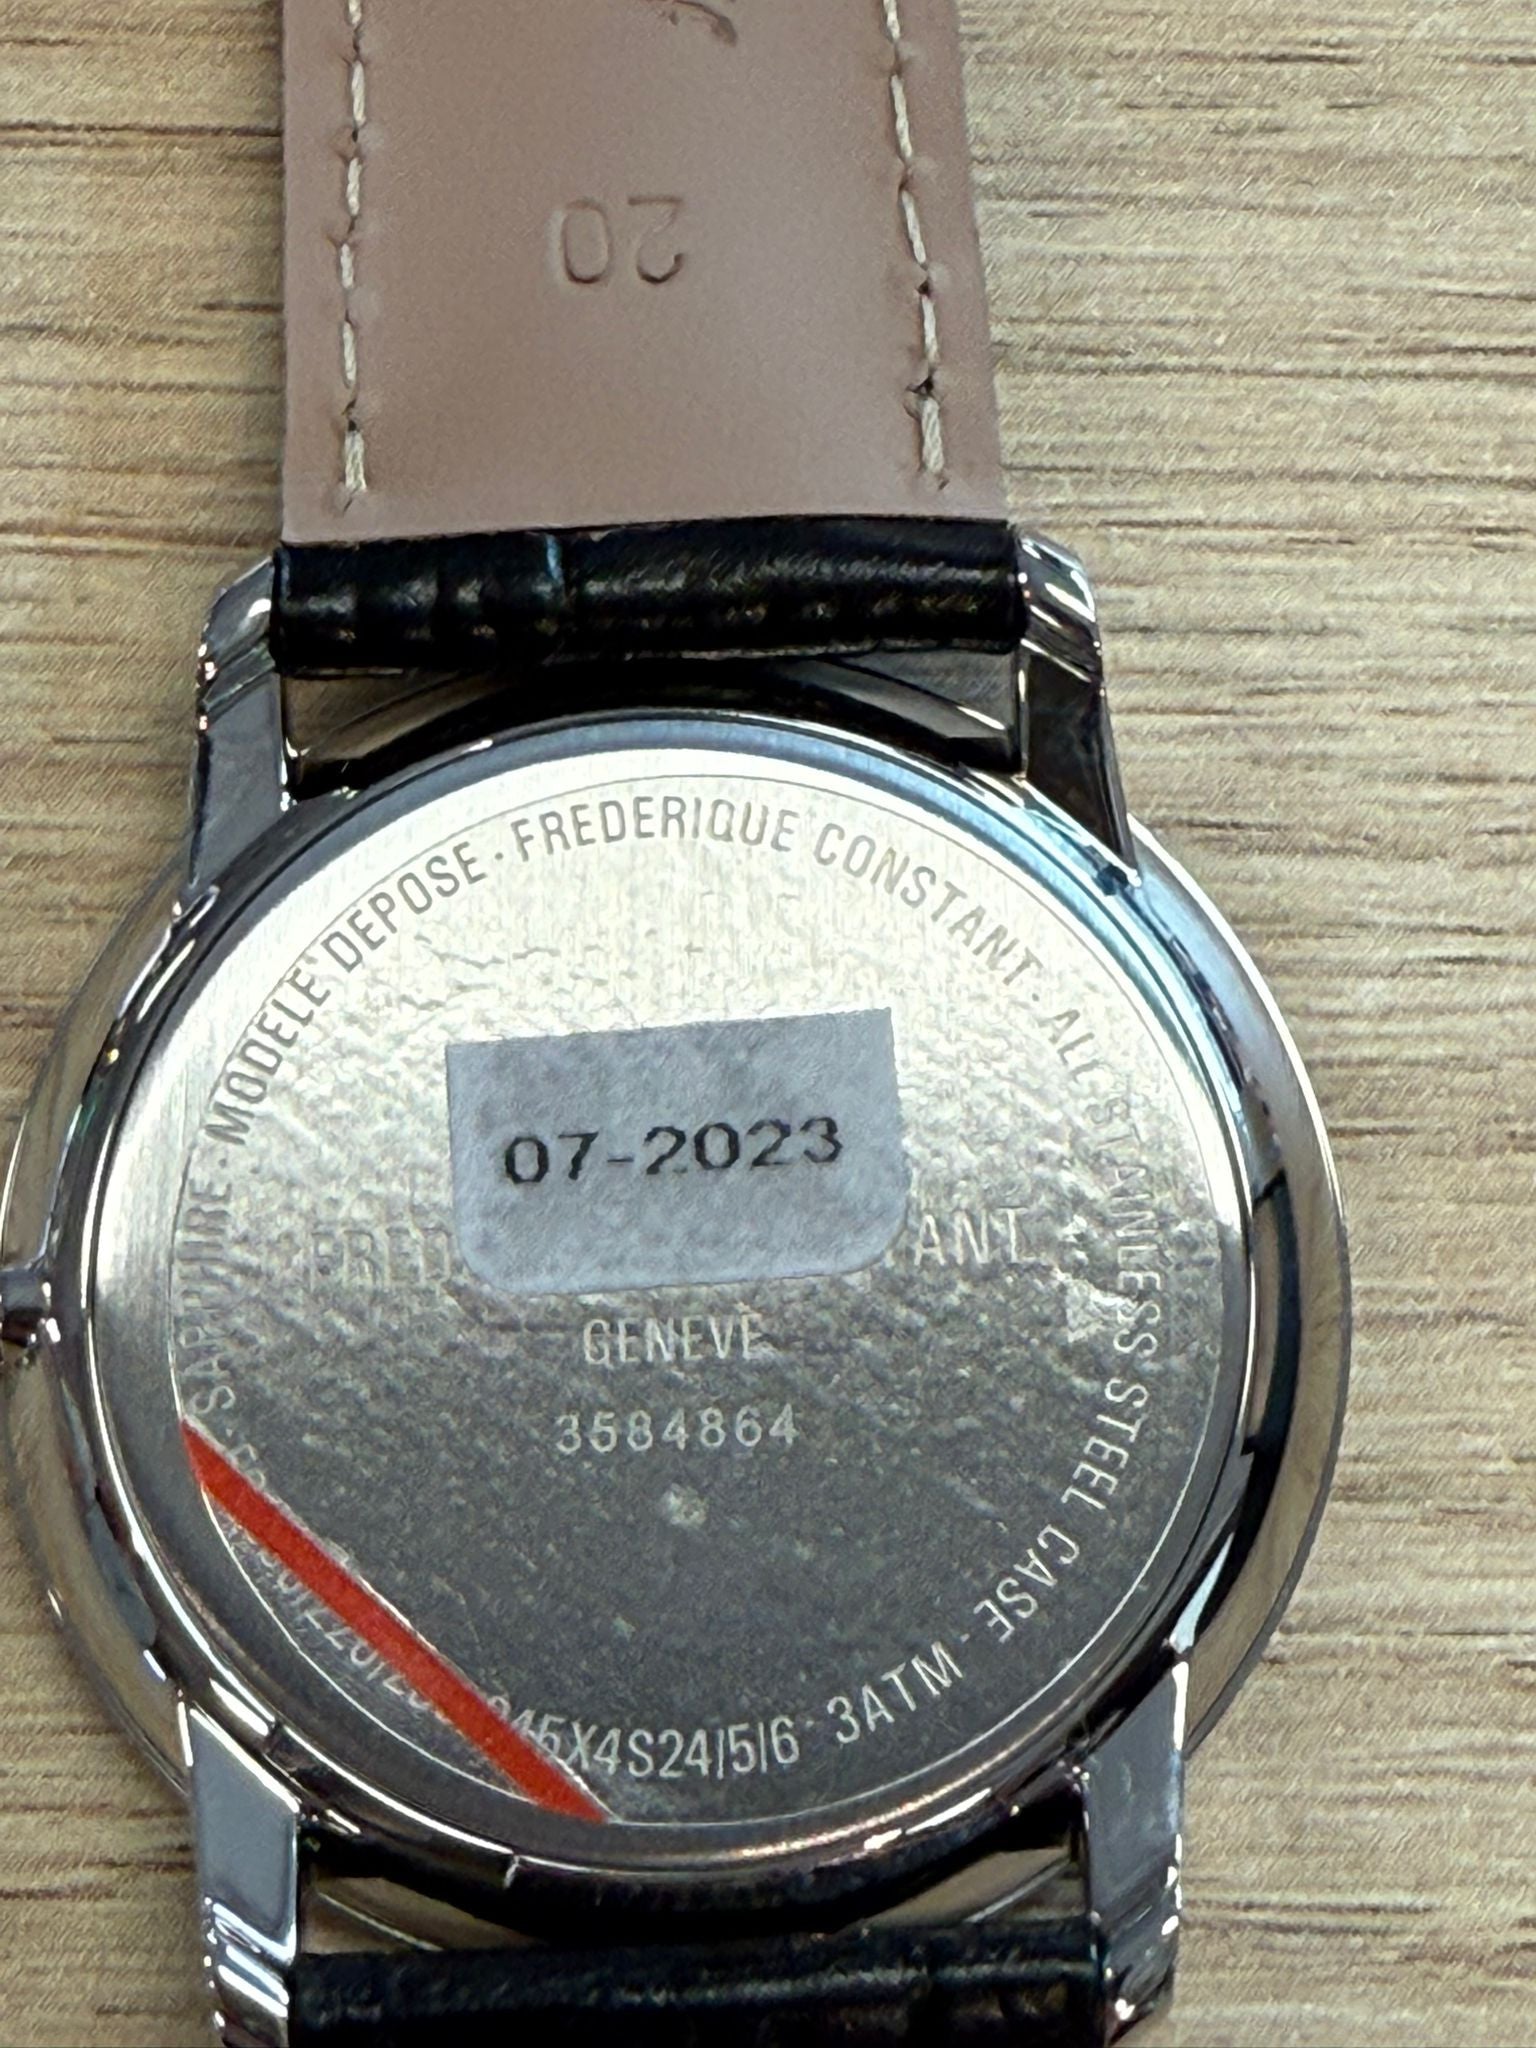 20
MODELE DEPOSE · FREDERIQUE CONSTANT · ALL STAINLESS STEEL CASE · 3ATM ·
X4S24/5/6
SAPPHIRE ·
07-2023
FRED ANT
GENEVE
3584864